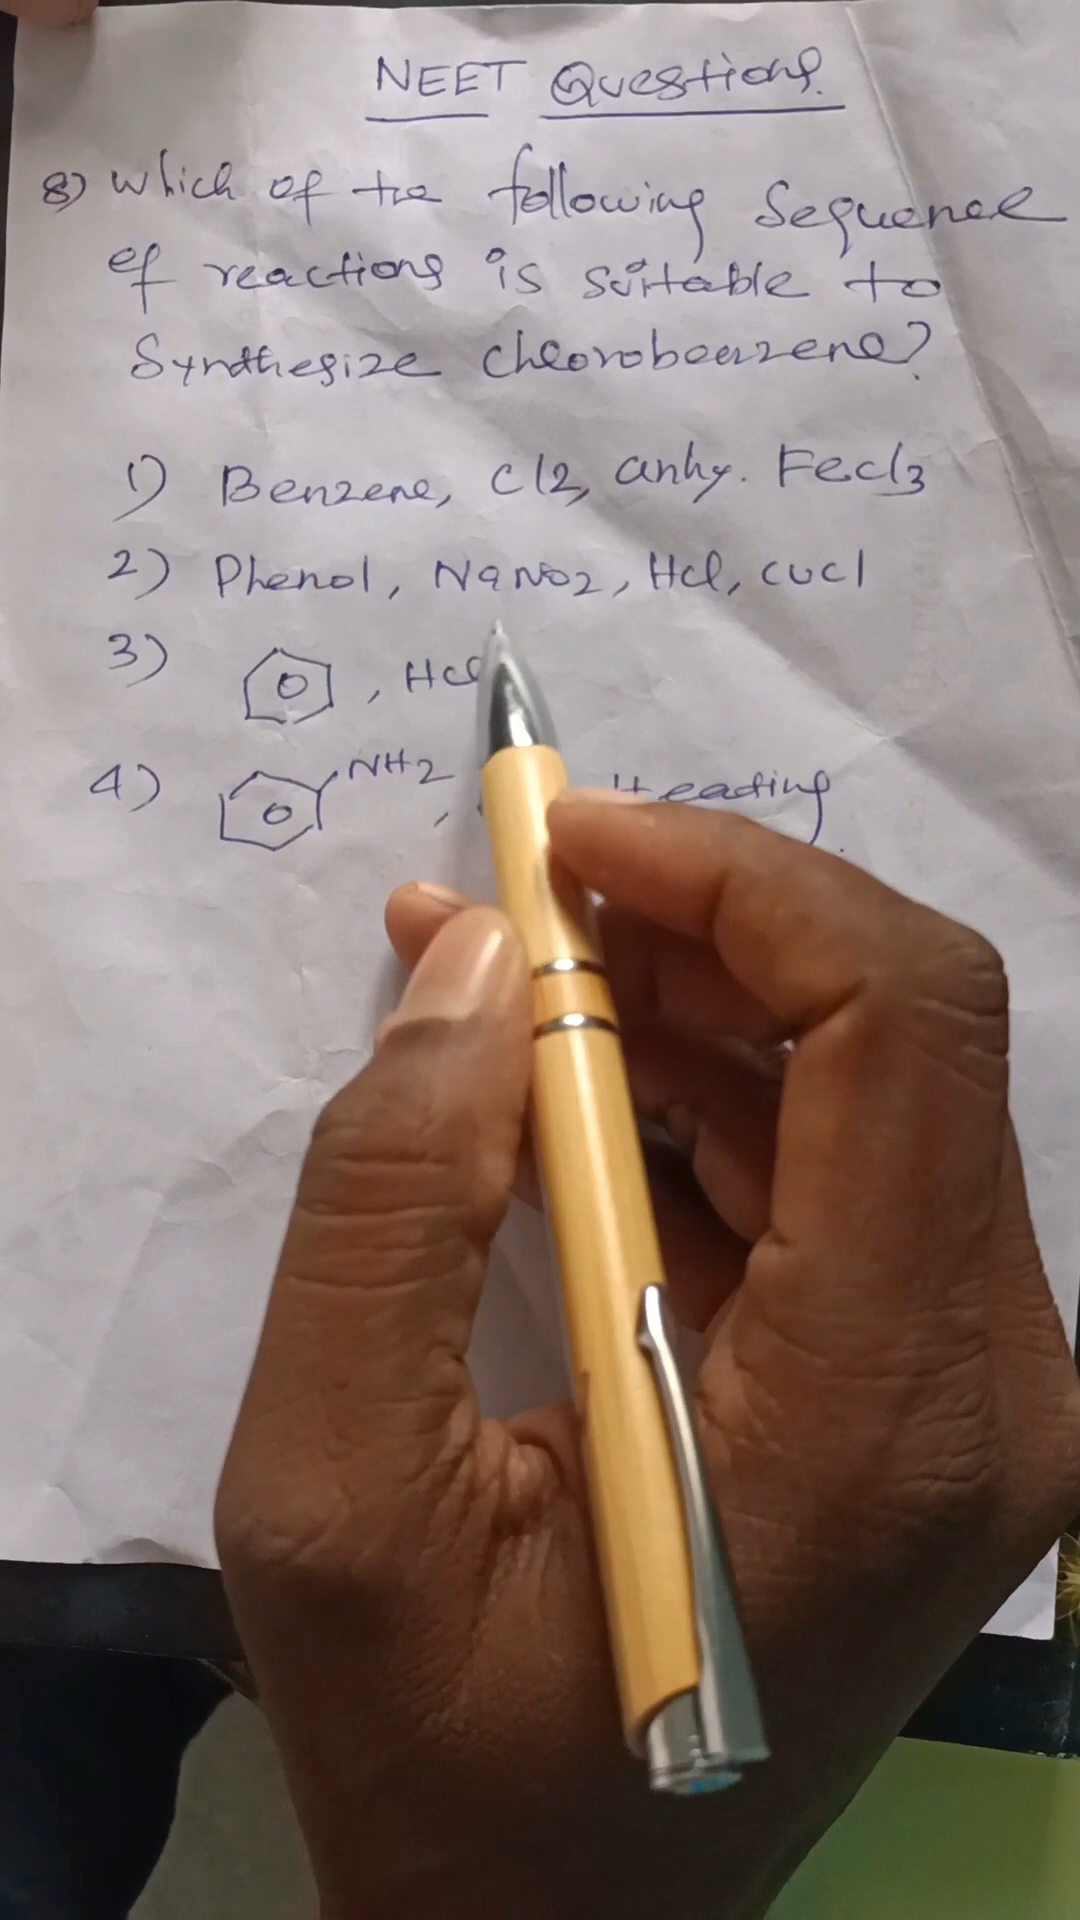 NEET Questions.
8) Which of the following Sequence
of reactions is suitable to
Synthesize chlorobenzene?
1) Benzene, Cl2, anhy. FeCl3
2) Phenol, NaNO2, HCl, CuCl
3) , HCl
4) NH2, Heating.